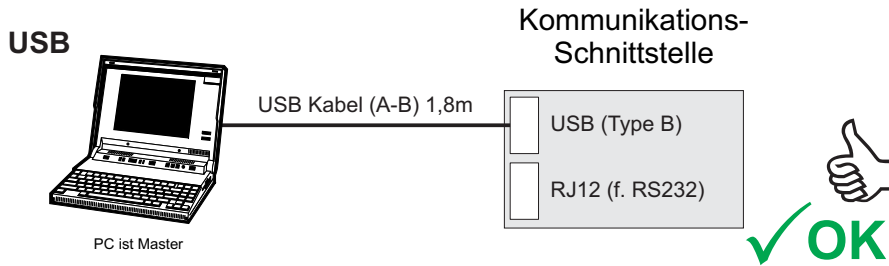 USB
Kommunikations-
Schnittstelle
USB Kabel (A-B) 1,8m
USB (Type B)
RJ12 (f. RS232)
PC ist Master
OK